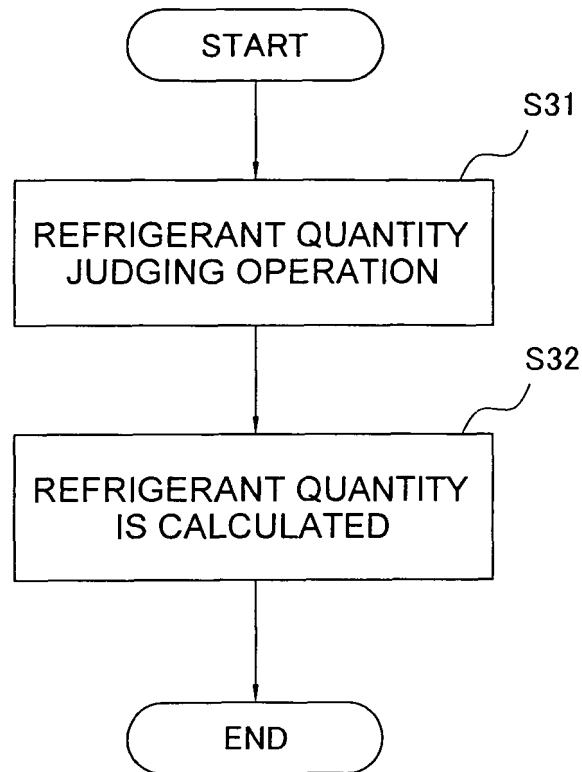 START
S31
REFRIGERANT QUANTITY
JUDGING OPERATION
S32
REFRIGERANT QUANTITY
IS CALCULATED
END